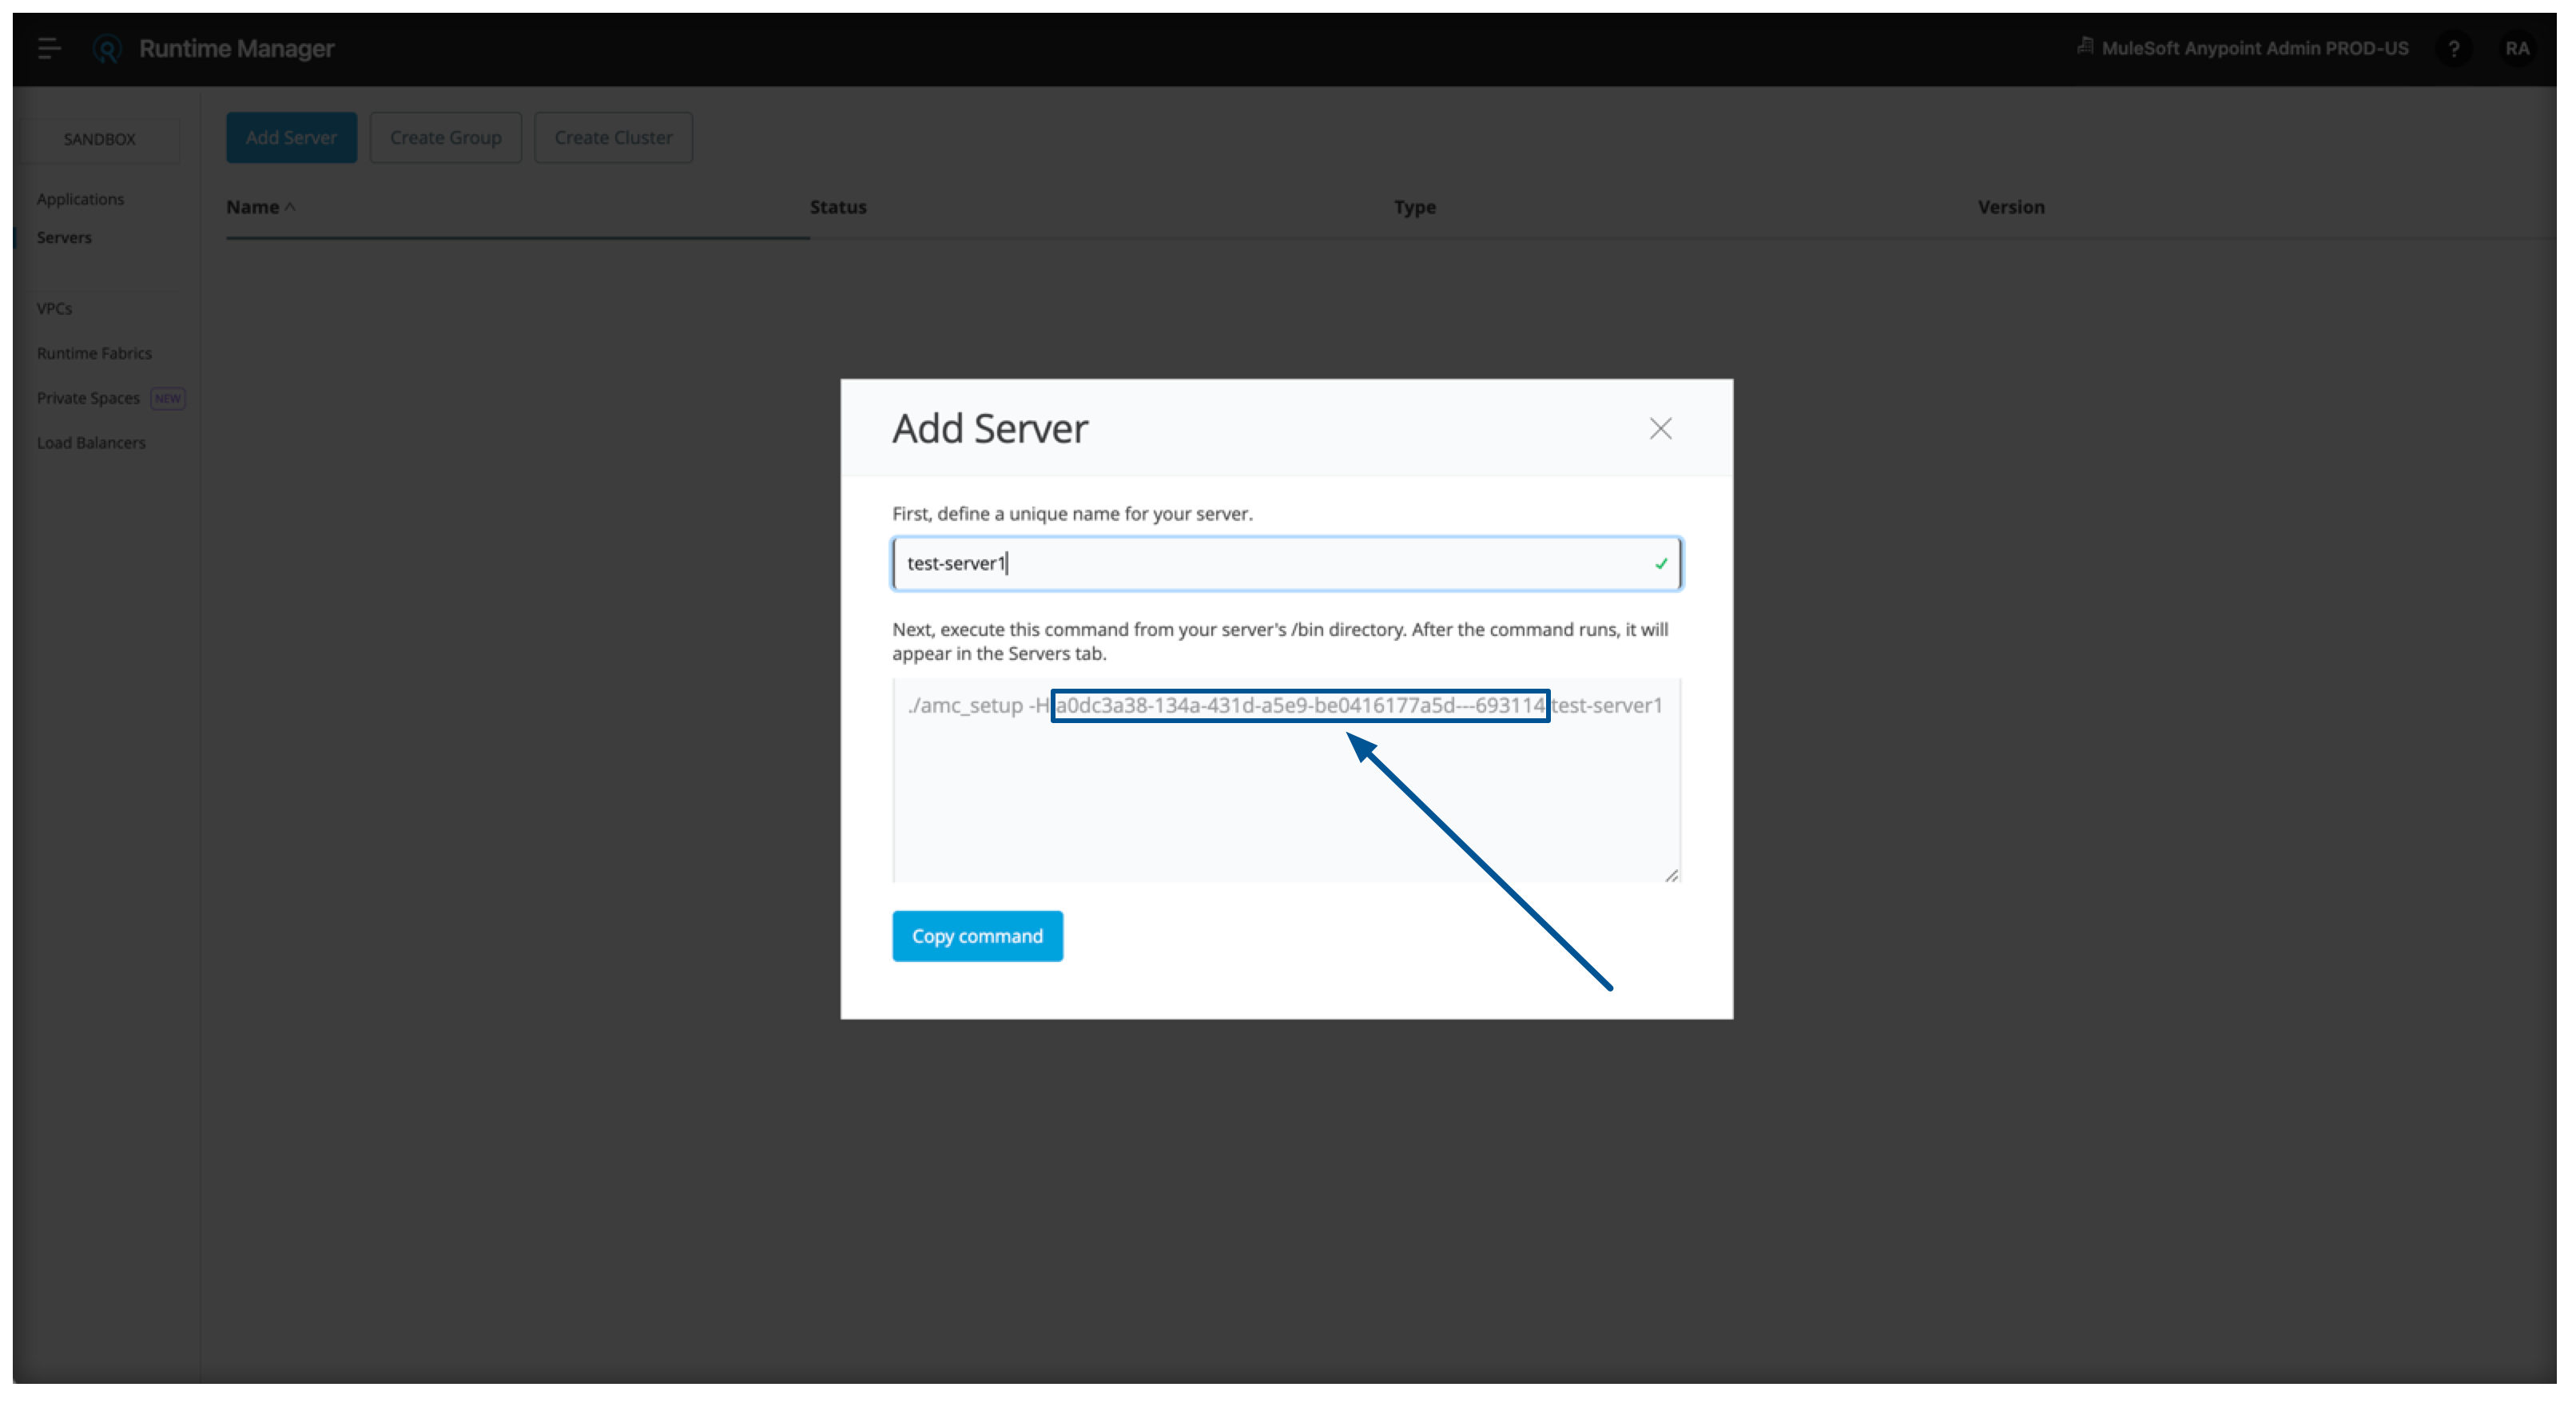 Runtime Manager
MuleSoft Anypoint Admin PROD-US ? RA
SANDBOX
Add Server Create Group Create Cluster
Applications
Servers
VPCs
Runtime Fabrics
Private Spaces NEW
Load Balancers
Name Status Type Version
Add Server
First, define a unique name for your server.
test-server1
Next, execute this command from your server's /bin directory. After the command runs, it will
appear in the Servers tab.
./amc_setup -H a0dc3a38-134a-431d-a5e9-be0416177a5d---693114 test-server1
Copy command